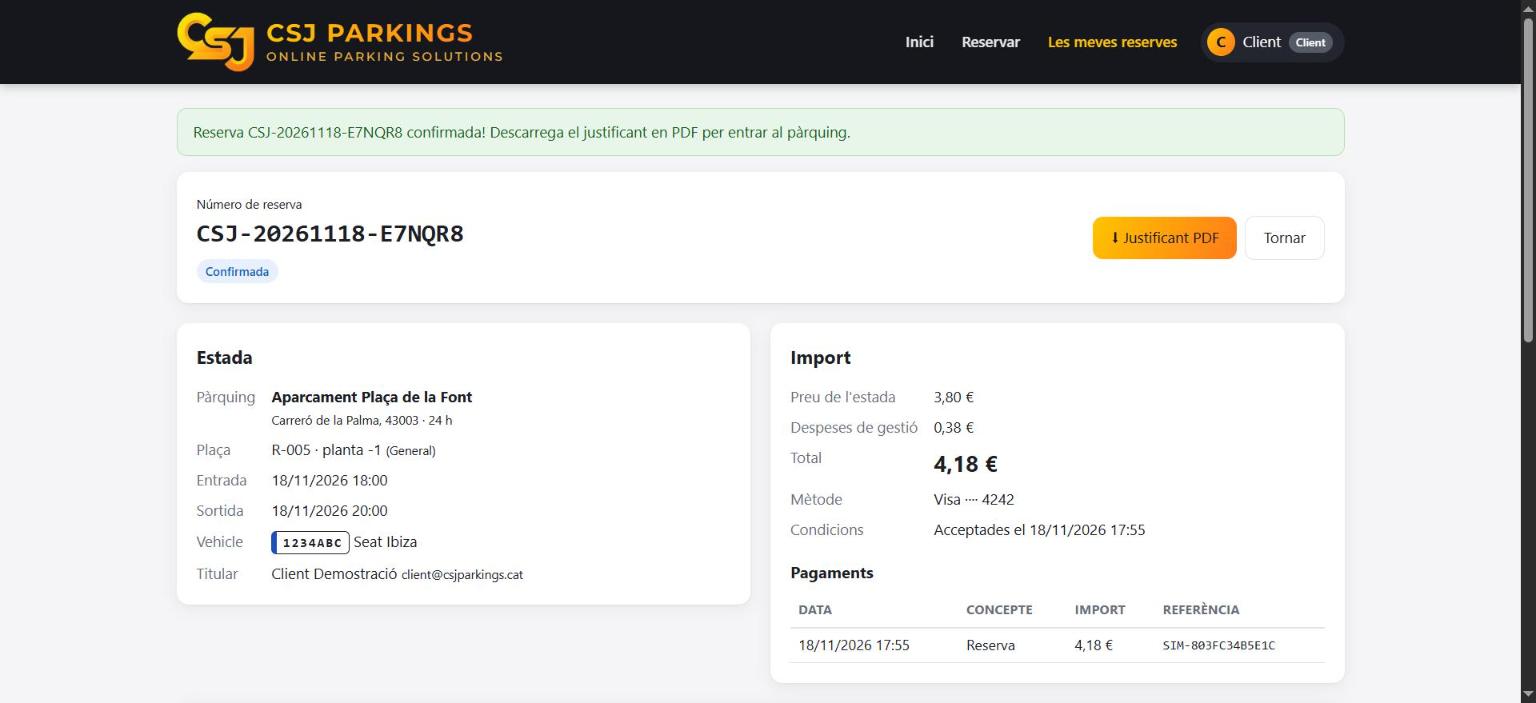 CSJ CSJ PARKINGS
ONLINE PARKING SOLUTIONS
Inici Reservar Les meves reserves C Client Client
Reserva CSJ-20261118-E7NQR8 confirmada! Descarrega el justificant en PDF per entrar al pàrquing.
Número de reserva
CSJ-20261118-E7NQR8
Confirmada
⬇ Justificant PDF Tornar
Estada
Pàrquing Aparcament Plaça de la Font
Carreró de la Palma, 43003 · 24 h
Plaça R-005 · planta -1 (General)
Entrada 18/11/2026 18:00
Sortida 18/11/2026 20:00
Vehicle 1234ABC Seat Ibiza
Titular Client Demostració client@csjparkings.cat
Import
Preu de l'estada 3,80 €
Despeses de gestió 0,38 €
Total 4,18 €
Mètode Visa ···· 4242
Condicions Acceptades el 18/11/2026 17:55
Pagaments
DATA CONCEPTE IMPORT REFERÈNCIA
18/11/2026 17:55 Reserva 4,18 € SIM-803FC34B5E1C